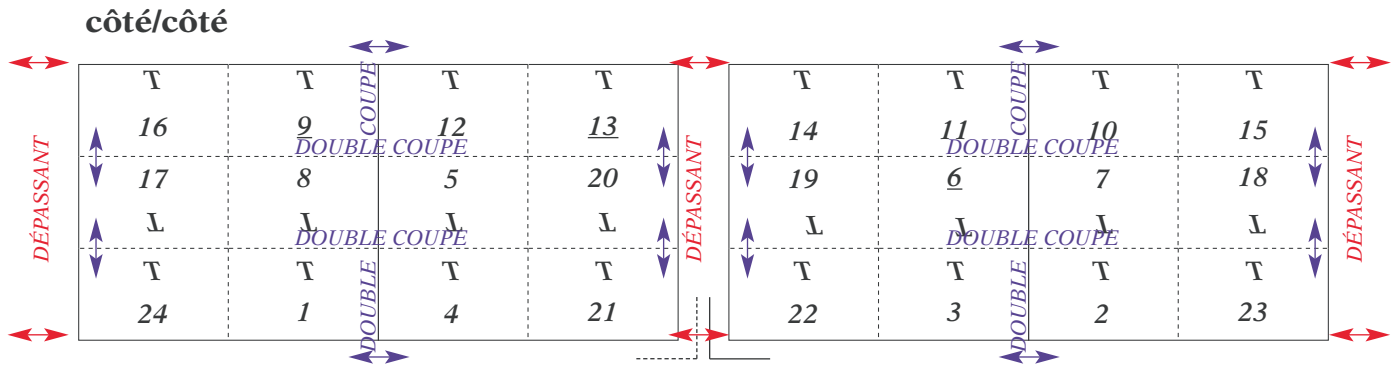 côté/côté
T T T T T T T T
16 9 12 13 14 11 10 15
COUPE COUPE
DOUBLE COUPE DOUBLE COUPE
DÉPASSANT DÉPASSANT DÉPASSANT
17 8 5 20 19 6 7 18
T T T T T T T T
DOUBLE COUPE DOUBLE COUPE
T T T T T T T T
DOUBLE DOUBLE
24 1 4 21 22 3 2 23